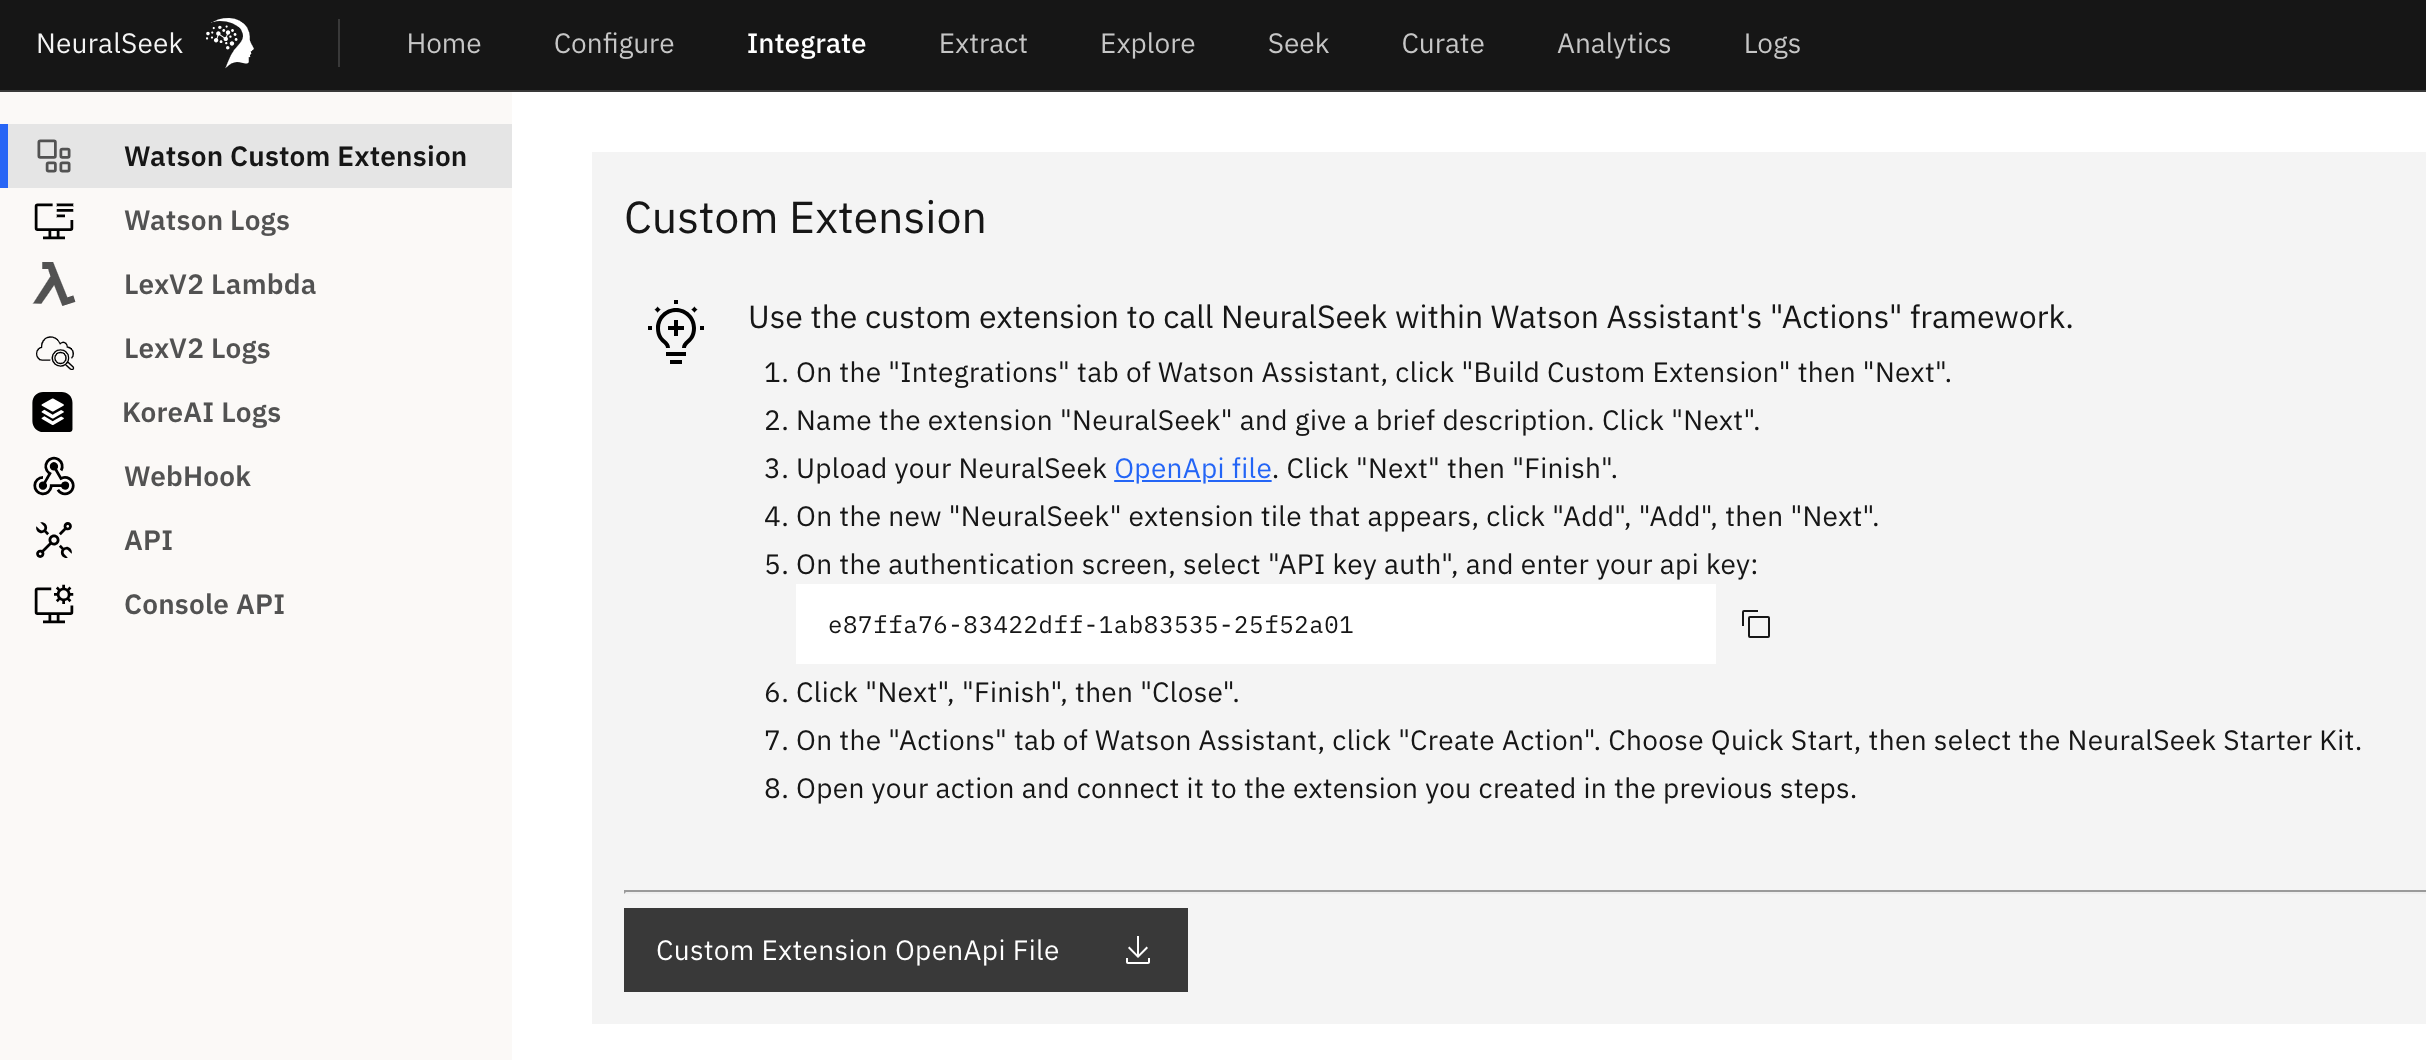 NeuralSeek
Home Configure Integrate Extract Explore Seek Curate Analytics Logs
Watson Custom Extension
Watson Logs
LexV2 Lambda
LexV2 Logs
KoreAI Logs
WebHook
API
Console API
Custom Extension
Use the custom extension to call NeuralSeek within Watson Assistant's "Actions" framework.
1. On the "Integrations" tab of Watson Assistant, click "Build Custom Extension" then "Next".
2. Name the extension "NeuralSeek" and give a brief description. Click "Next".
3. Upload your NeuralSeek OpenApi file. Click "Next" then "Finish".
4. On the new "NeuralSeek" extension tile that appears, click "Add", "Add", then "Next".
5. On the authentication screen, select "API key auth", and enter your api key:
e87ffa76-83422dff-1ab83535-25f52a01
6. Click "Next", "Finish", then "Close".
7. On the "Actions" tab of Watson Assistant, click "Create Action". Choose Quick Start, then select the NeuralSeek Starter Kit.
8. Open your action and connect it to the extension you created in the previous steps.
Custom Extension OpenApi File